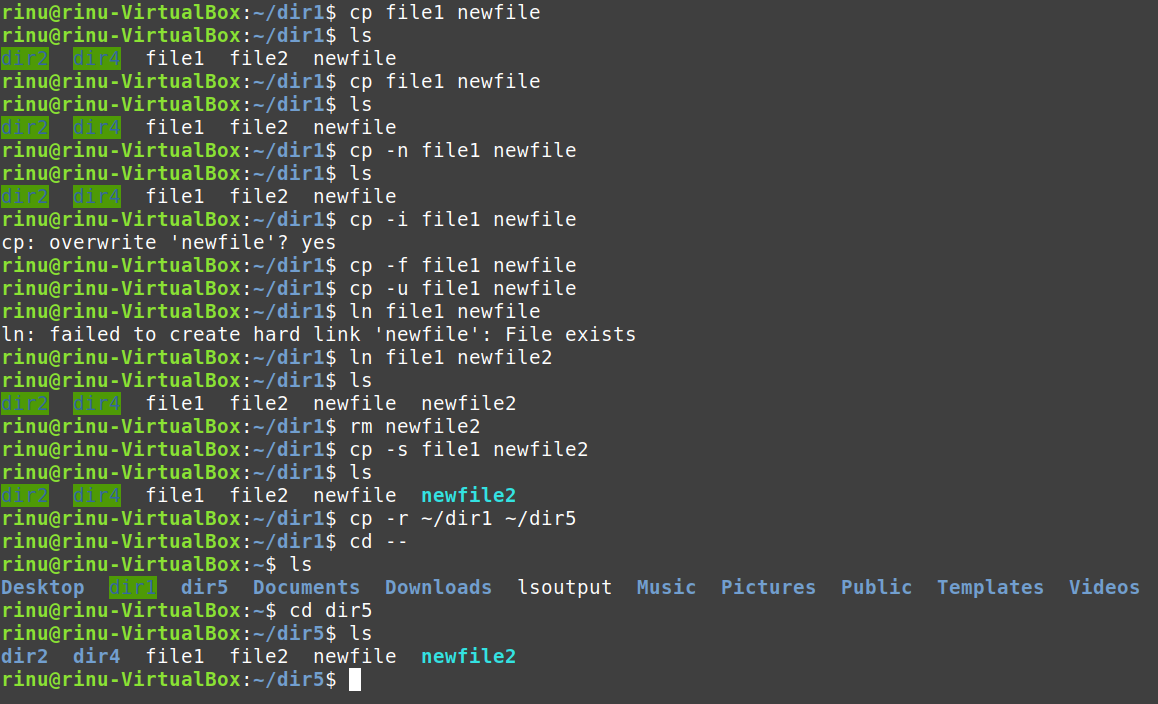 rinu@rinu-VirtualBox:~/dir1$ cp file1 newfile
rinu@rinu-VirtualBox:~/dir1$ ls
dir2  dir4  file1  file2  newfile
rinu@rinu-VirtualBox:~/dir1$ cp file1 newfile
rinu@rinu-VirtualBox:~/dir1$ ls
dir2  dir4  file1  file2  newfile
rinu@rinu-VirtualBox:~/dir1$ cp -n file1 newfile
rinu@rinu-VirtualBox:~/dir1$ ls
dir2  dir4  file1  file2  newfile
rinu@rinu-VirtualBox:~/dir1$ cp -i file1 newfile
cp: overwrite 'newfile'? yes
rinu@rinu-VirtualBox:~/dir1$ cp -f file1 newfile
rinu@rinu-VirtualBox:~/dir1$ cp -u file1 newfile
rinu@rinu-VirtualBox:~/dir1$ ln file1 newfile
ln: failed to create hard link 'newfile': File exists
rinu@rinu-VirtualBox:~/dir1$ ln file1 newfile2
rinu@rinu-VirtualBox:~/dir1$ ls
dir2  dir4  file1  file2  newfile  newfile2
rinu@rinu-VirtualBox:~/dir1$ rm newfile2
rinu@rinu-VirtualBox:~/dir1$ cp -s file1 newfile2
rinu@rinu-VirtualBox:~/dir1$ ls
dir2  dir4  file1  file2  newfile  newfile2
rinu@rinu-VirtualBox:~/dir1$ cp -r ~/dir1 ~/dir5
rinu@rinu-VirtualBox:~/dir1$ cd --
rinu@rinu-VirtualBox:~$ ls
Desktop  dir1  dir5  Documents  Downloads  lsoutput  Music  Pictures  Public  Templates  Videos
rinu@rinu-VirtualBox:~$ cd dir5
rinu@rinu-VirtualBox:~/dir5$ ls
dir2  dir4  file1  file2  newfile  newfile2
rinu@rinu-VirtualBox:~/dir5$